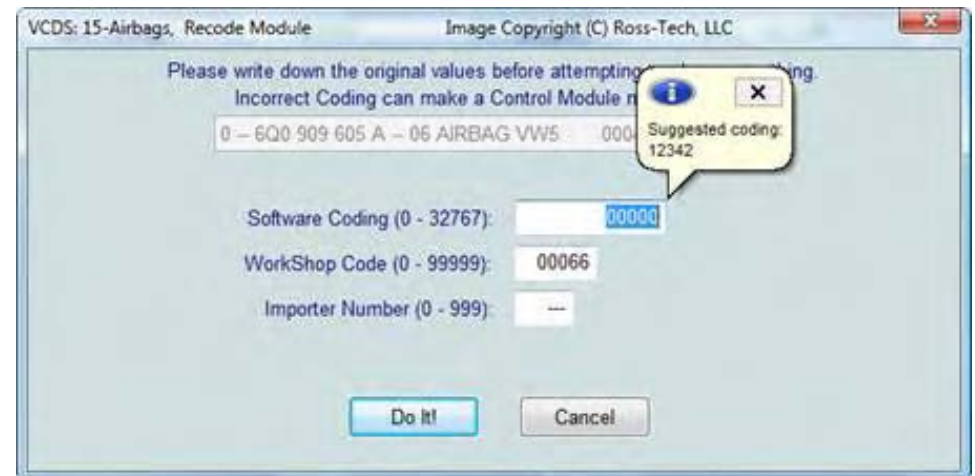 VCDS: 15-Airbags, Recode Module Image Copyright (C) Ross-Tech, LLC
Please write down the original values before attempting
Incorrect Coding can make a Control Module
0 – 6Q0 909 605 A – 06 AIRBAG VW5
Suggested coding:
12342
Software Coding (0 - 32767): 00000
WorkShop Code (0 - 99999): 00066
Importer Number (0 - 999): ---
Do It! Cancel